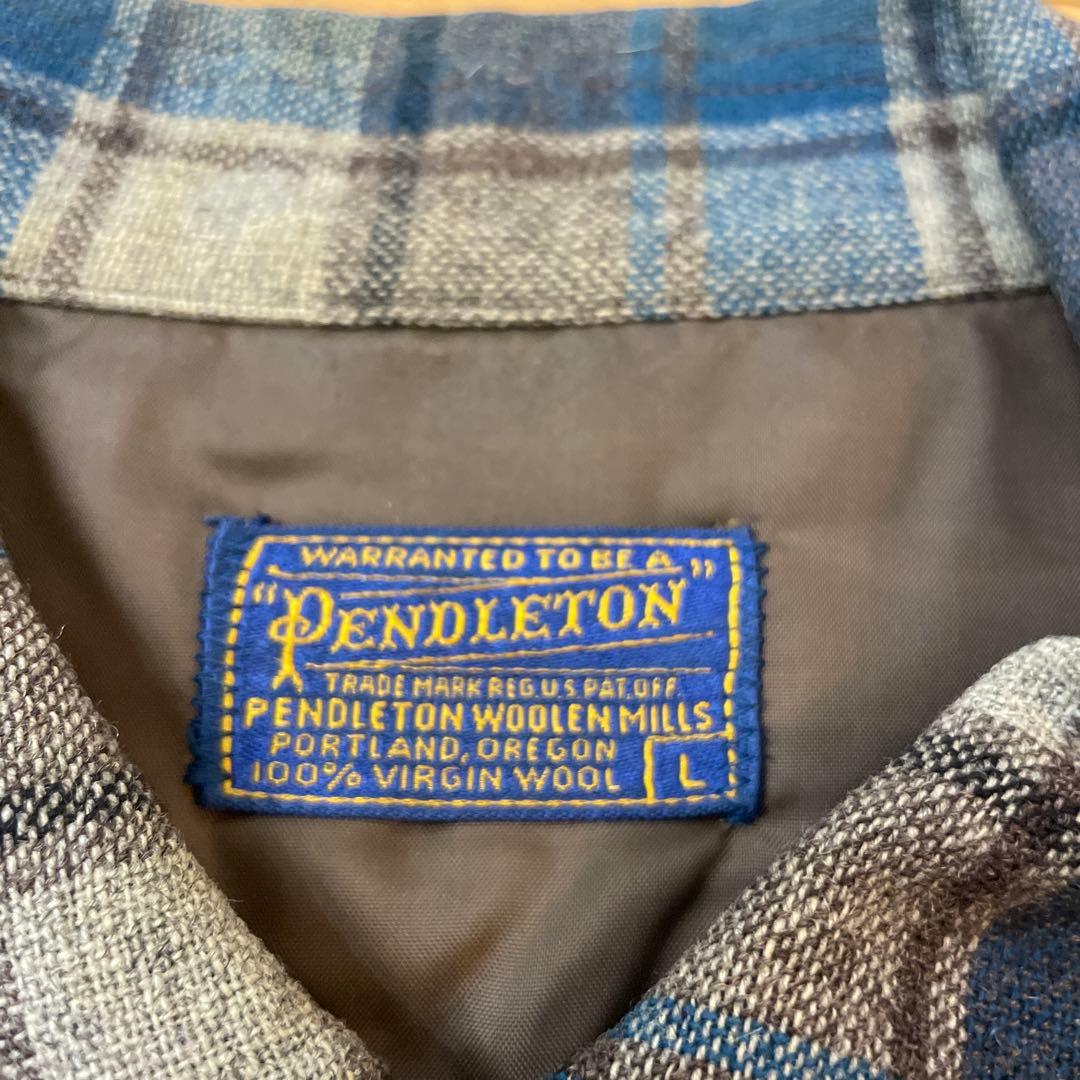 WARRANTED TO BE A
"PENDLETON"
TRADE MARK REG.U.S.PAT.OFF.
PENDLETON WOOLEN MILLS
PORTLAND, OREGON
100% VIRGIN WOOL
L